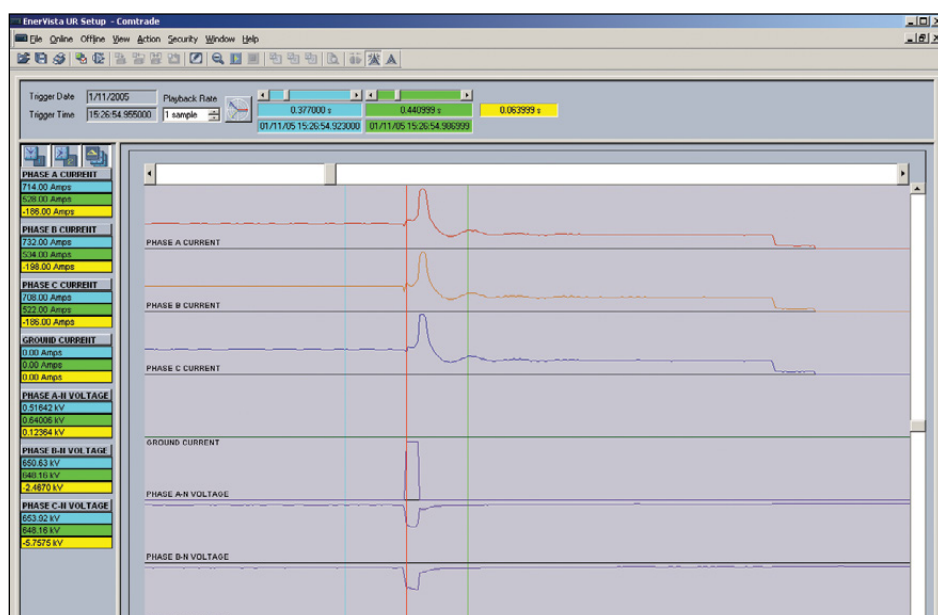 EnerVista UR Setup - Comtrade
File Online Offline View Action Security Window Help
Trigger Date 1/11/2005 Playback Rate
Trigger Time 15:26:54.955000 1 sample
0.377000 s 0.440999 s 0.063999 s
01/11/05 15:26:54.923000 01/11/05 15:26:54.986999
PHASE A CURRENT
714.00 Amps
528.00 Amps
-186.00 Amps
PHASE B CURRENT
732.00 Amps
534.00 Amps
-198.00 Amps
PHASE C CURRENT
708.00 Amps
522.00 Amps
-186.00 Amps
GROUND CURRENT
0.00 Amps
0.00 Amps
0.00 Amps
PHASE A-N VOLTAGE
0.51642 kV
0.64006 kV
0.12364 kV
PHASE B-N VOLTAGE
650.63 kV
648.16 kV
-2.4670 kV
PHASE C-N VOLTAGE
653.92 kV
648.16 kV
-5.7575 kV
PHASE A CURRENT
PHASE B CURRENT
PHASE C CURRENT
GROUND CURRENT
PHASE A-N VOLTAGE
PHASE B-N VOLTAGE